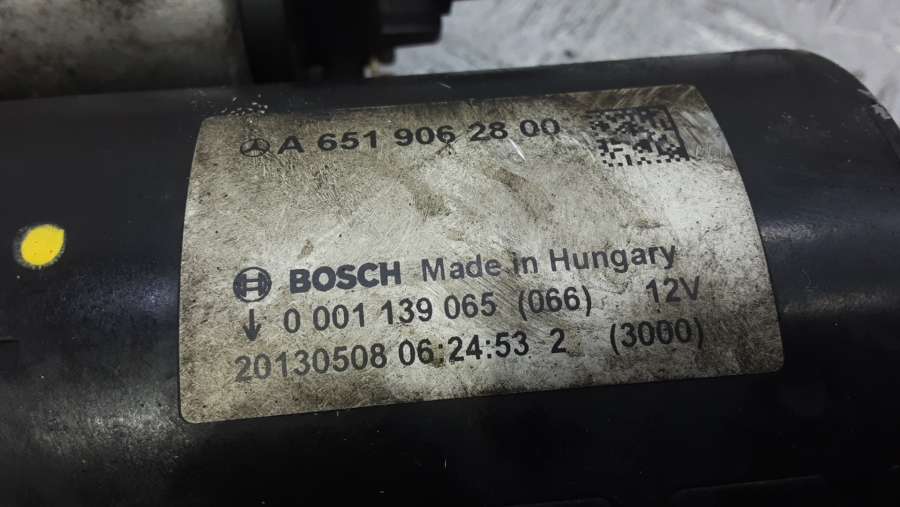 A 651 906 28 00
BOSCH Made in Hungary
0 001 139 065 (066) 12V
20130508 06:24:53 2 (3000)